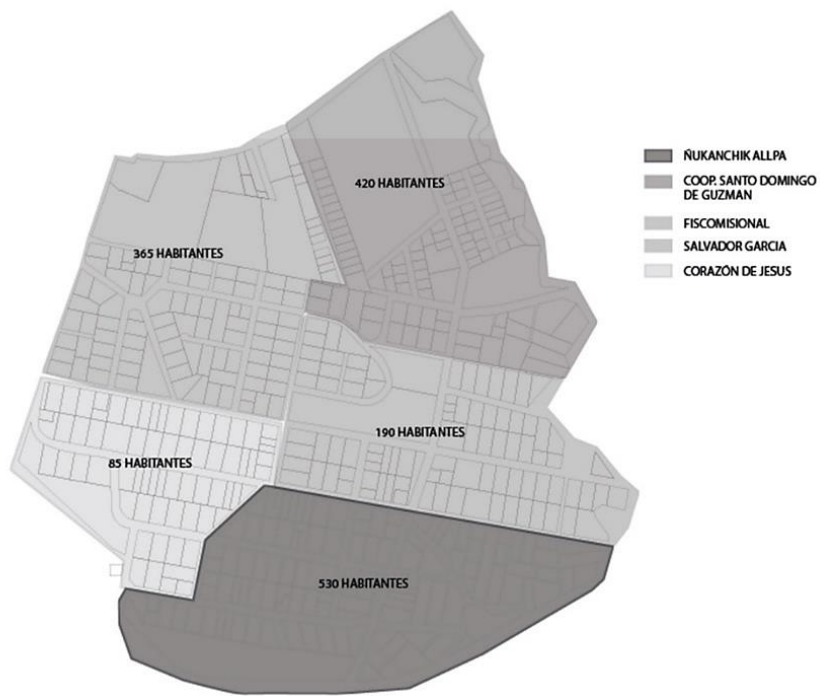 420 HABITANTES
365 HABITANTES
190 HABITANTES
85 HABITANTES
530 HABITANTES
ÑUKANCHIK ALLPA
COOP. SANTO DOMINGO
DE GUZMAN
FISCOMISIONAL
SALVADOR GARCIA
CORAZÓN DE JESUS